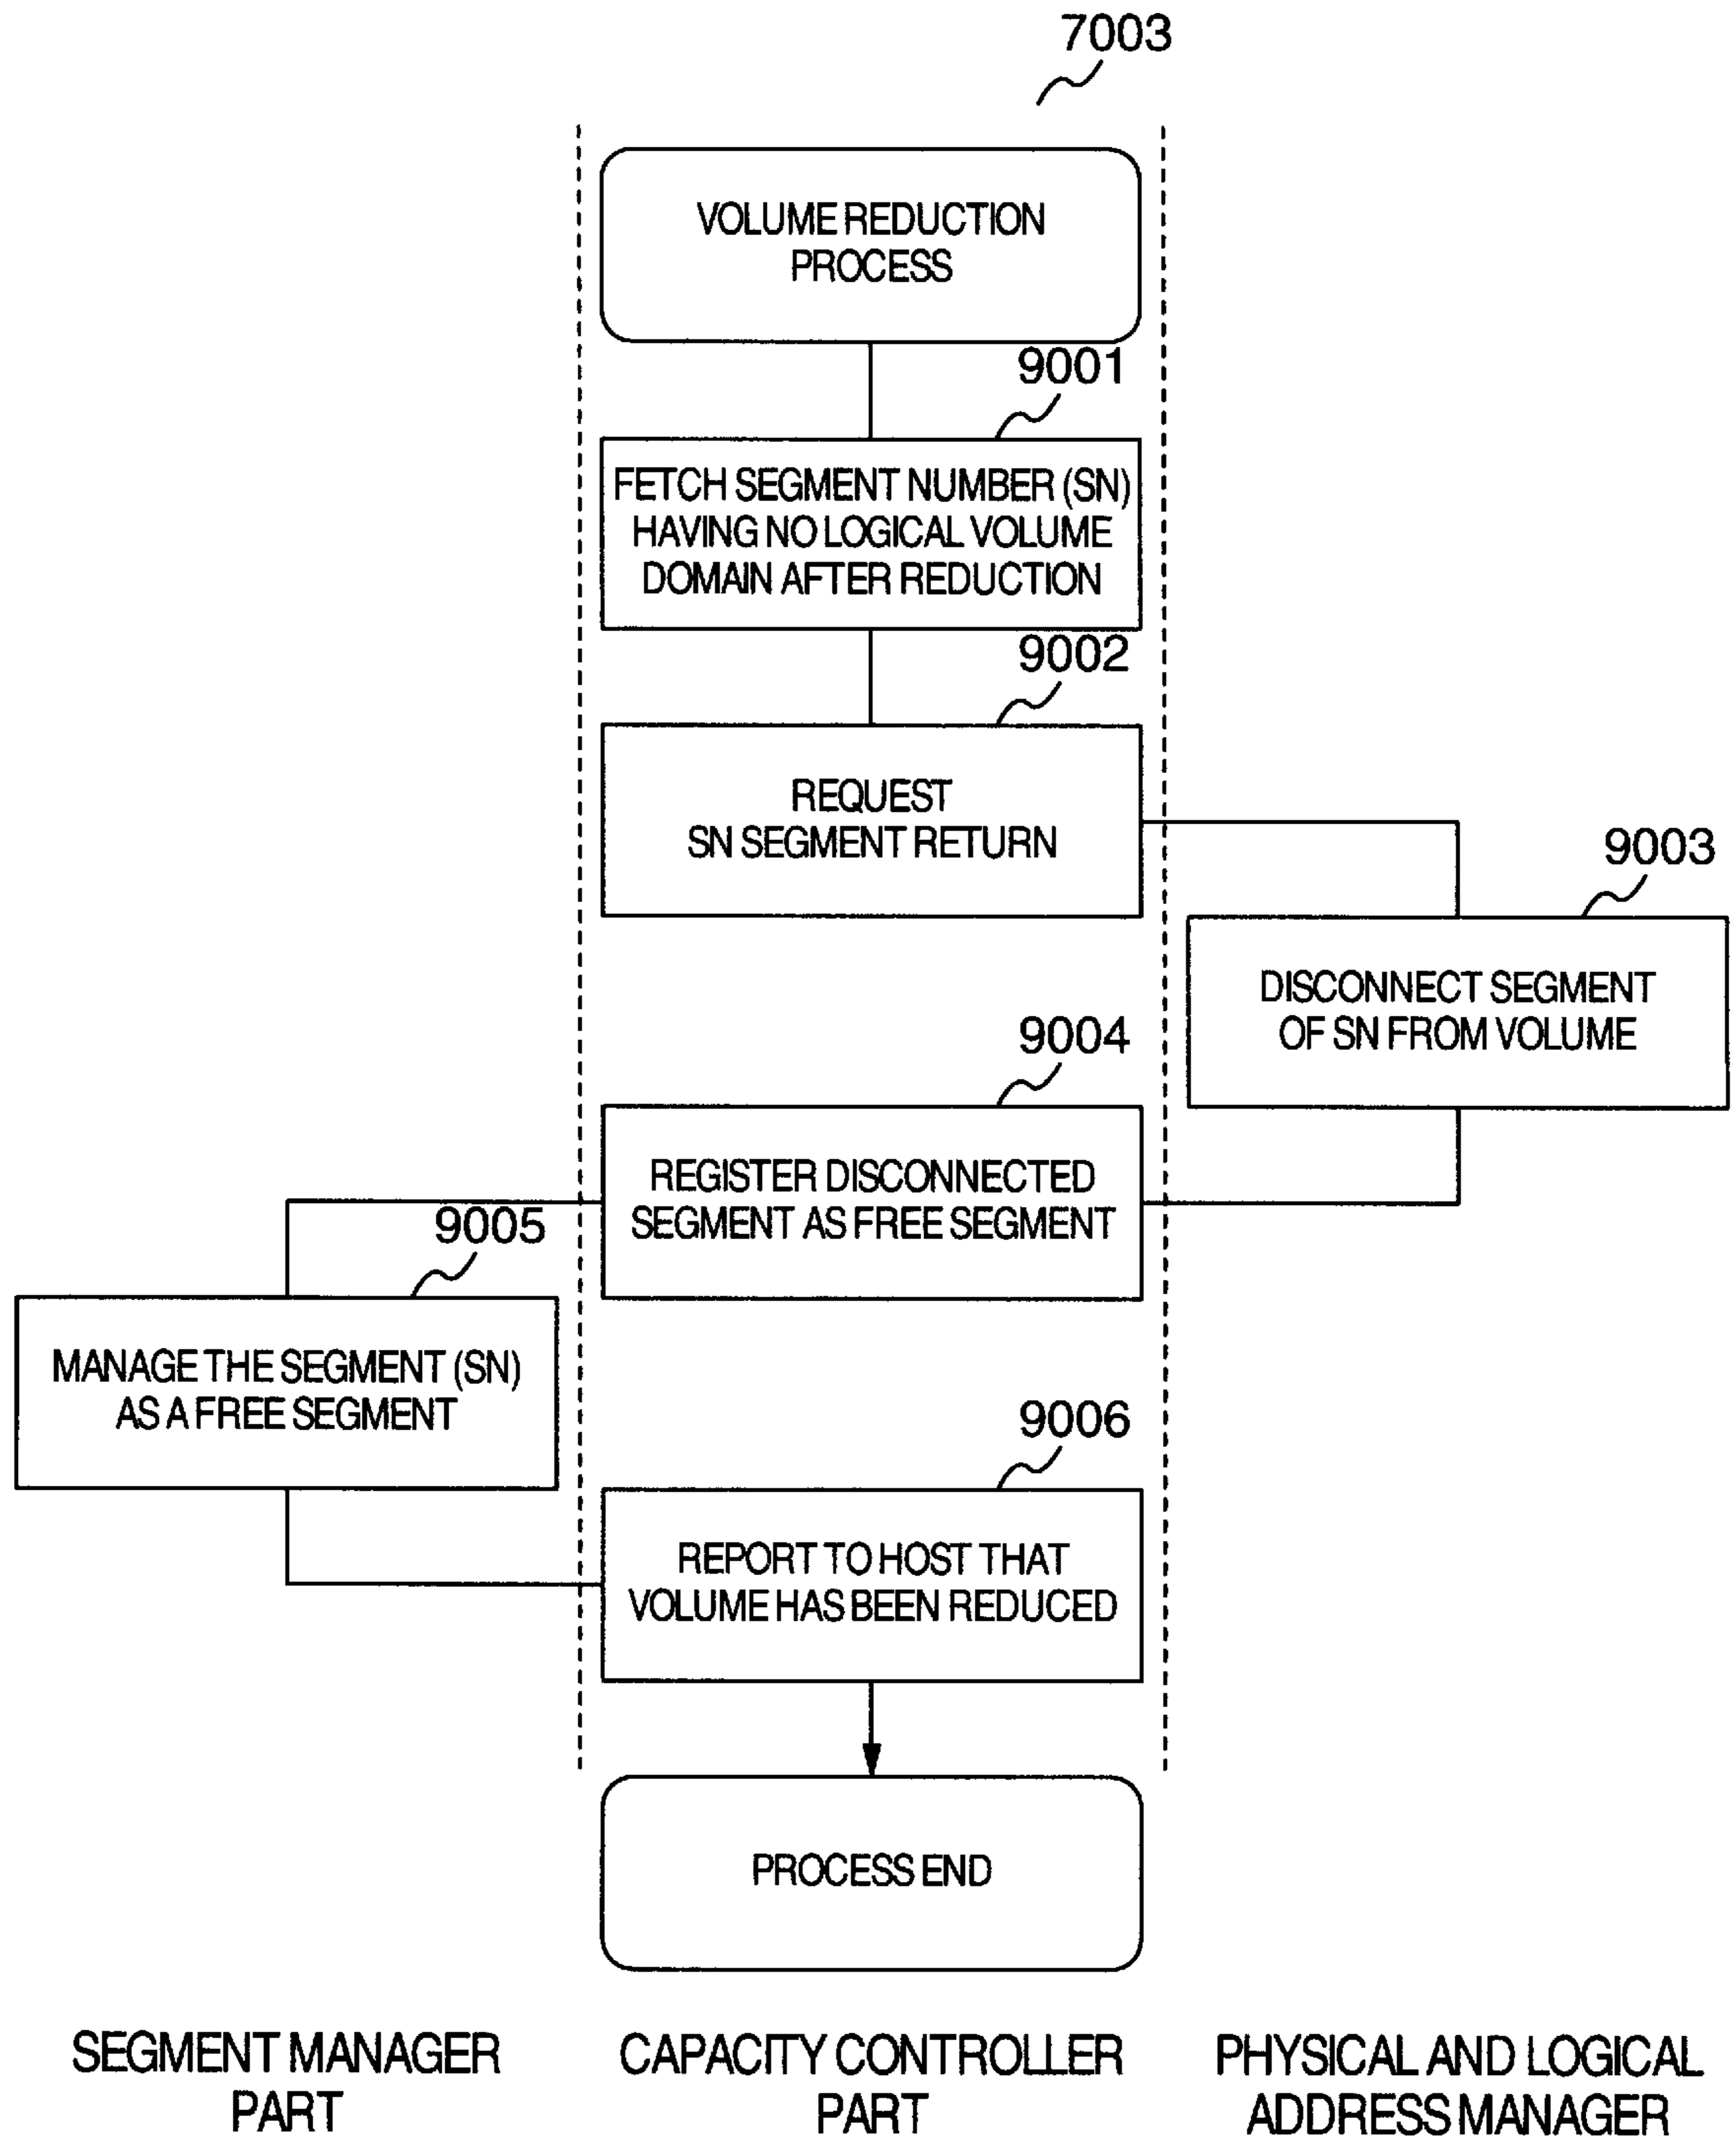 7003
VOLUME REDUCTION
PROCESS
9001
FETCH SEGMENT NUMBER (SN)
HAVING NO LOGICAL VOLUME
DOMAIN AFTER REDUCTION
9002
REQUEST
SN SEGMENT RETURN
9003
DISCONNECT SEGMENT
OF SN FROM VOLUME
9004
REGISTER DISCONNECTED
SEGMENT AS FREE SEGMENT
9005
MANAGE THE SEGMENT (SN)
AS A FREE SEGMENT
9006
REPORT TO HOST THAT
VOLUME HAS BEEN REDUCED
PROCESS END
SEGMENT MANAGER
PART
CAPACITY CONTROLLER
PART
PHYSICAL AND LOGICAL
ADDRESS MANAGER